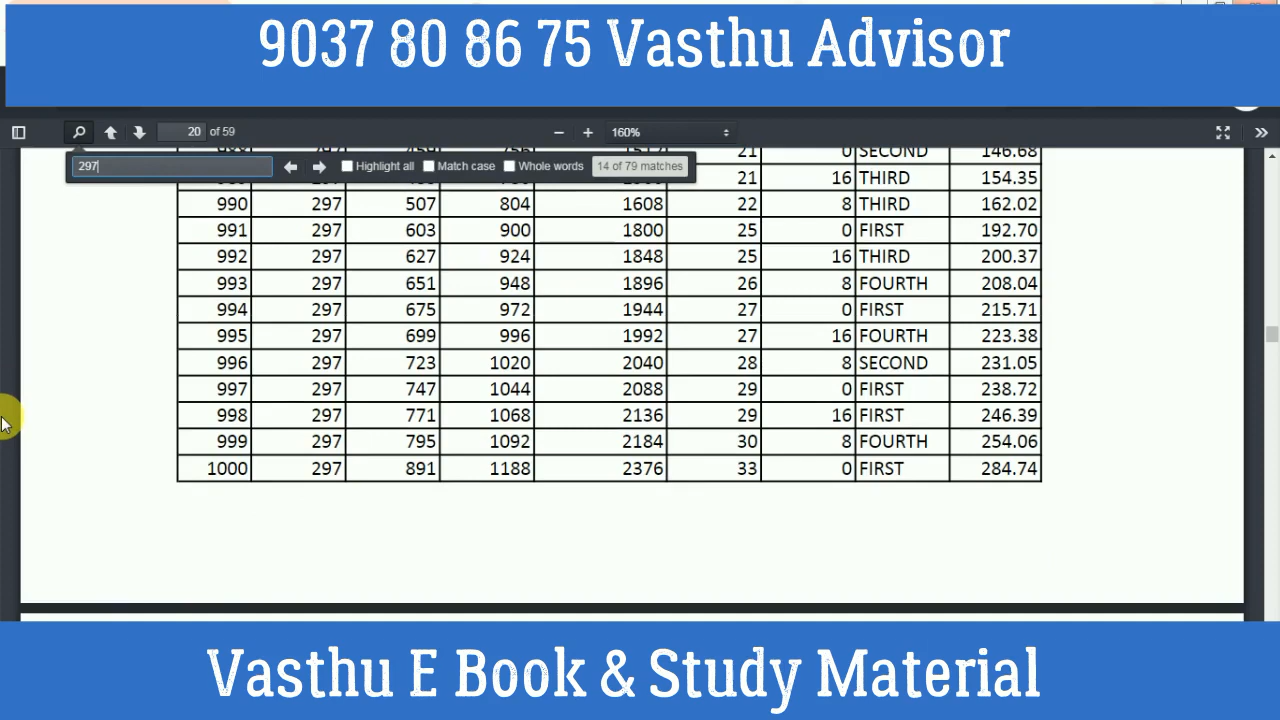 9037 80 86 75 Vasthu Advisor
20 of 59
160%
297
Highlight all
Match case
Whole words
14 of 79 matches
21 0 SECOND 146.68
21 16 THIRD 154.35
990 297 507 804 1608 22 8 THIRD 162.02
991 297 603 900 1800 25 0 FIRST 192.70
992 297 627 924 1848 25 16 THIRD 200.37
993 297 651 948 1896 26 8 FOURTH 208.04
994 297 675 972 1944 27 0 FIRST 215.71
995 297 699 996 1992 27 16 FOURTH 223.38
996 297 723 1020 2040 28 8 SECOND 231.05
997 297 747 1044 2088 29 0 FIRST 238.72
998 297 771 1068 2136 29 16 FIRST 246.39
999 297 795 1092 2184 30 8 FOURTH 254.06
1000 297 891 1188 2376 33 0 FIRST 284.74
Vasthu E Book & Study Material